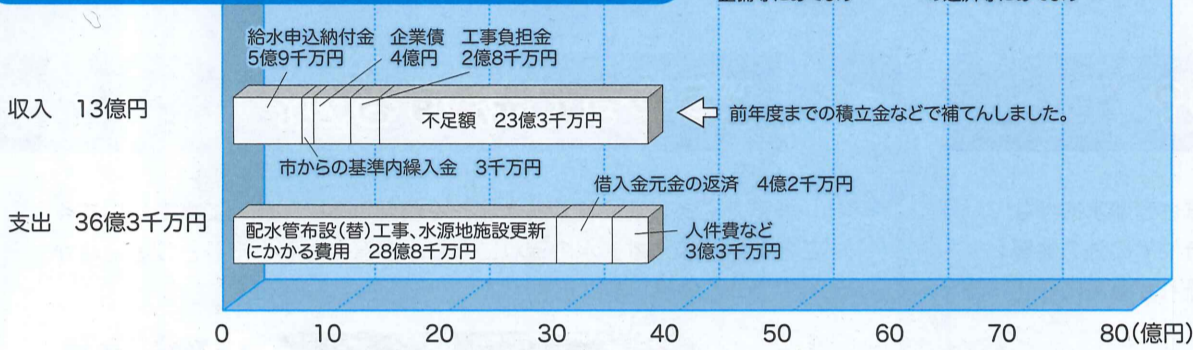 給水申込納付金 企業債 工事負担金
5億9千万円 4億円 2億8千万円
収入 13億円
不足額 23億3千万円
前年度までの積立金などで補てんしました。
市からの基準内繰入金 3千万円
借入金元金の返済 4億2千万円
支出 36億3千万円
配水管布設(替)工事、水源地施設更新
にかかる費用 28億8千万円
人件費など
3億3千万円
0 10 20 30 40 50 60 70 80(億円)